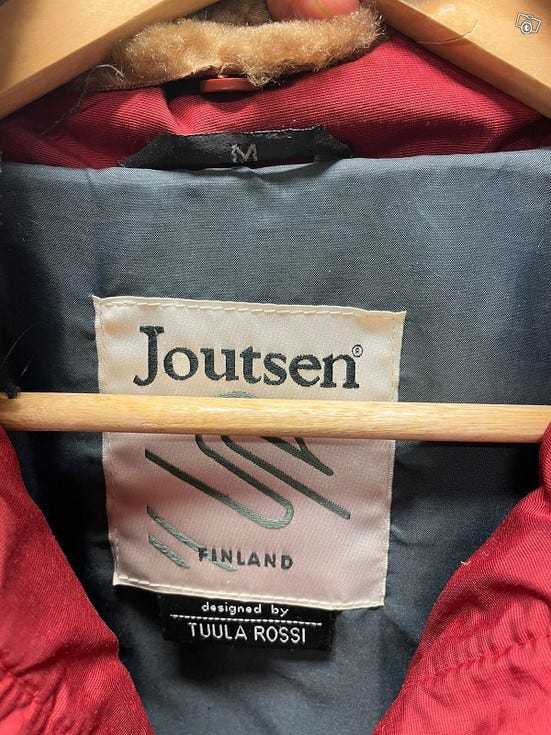 M
Joutsen®
FINLAND
designed by
TUULA ROSSI